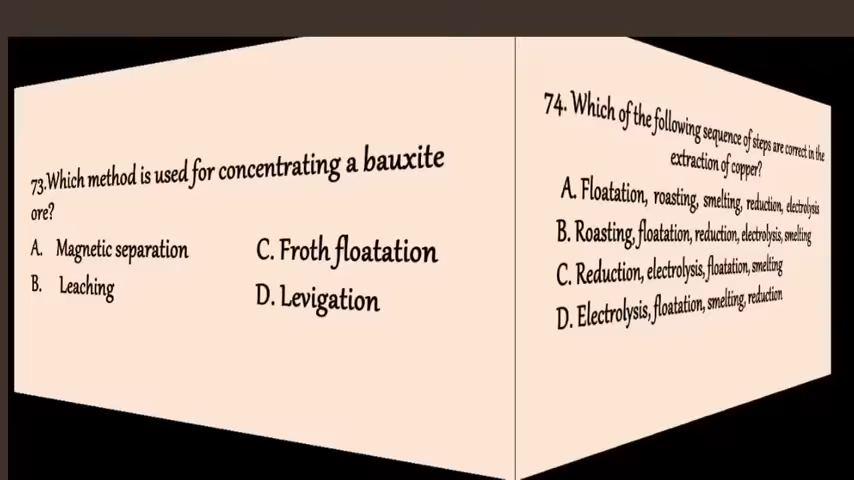 73.Which method is used for concentrating a bauxite
ore?
A. Magnetic separation
B. Leaching
C. Froth floatation
D. Levigation
74. Which of the following sequence of steps are correct in the
extraction of copper?
A. Floatation, roasting, smelting, reduction, electrolysis
B. Roasting, floatation, reduction, electrolysis, smelting
C. Reduction, electrolysis, floatation, smelting
D. Electrolysis, floatation, smelting, reduction